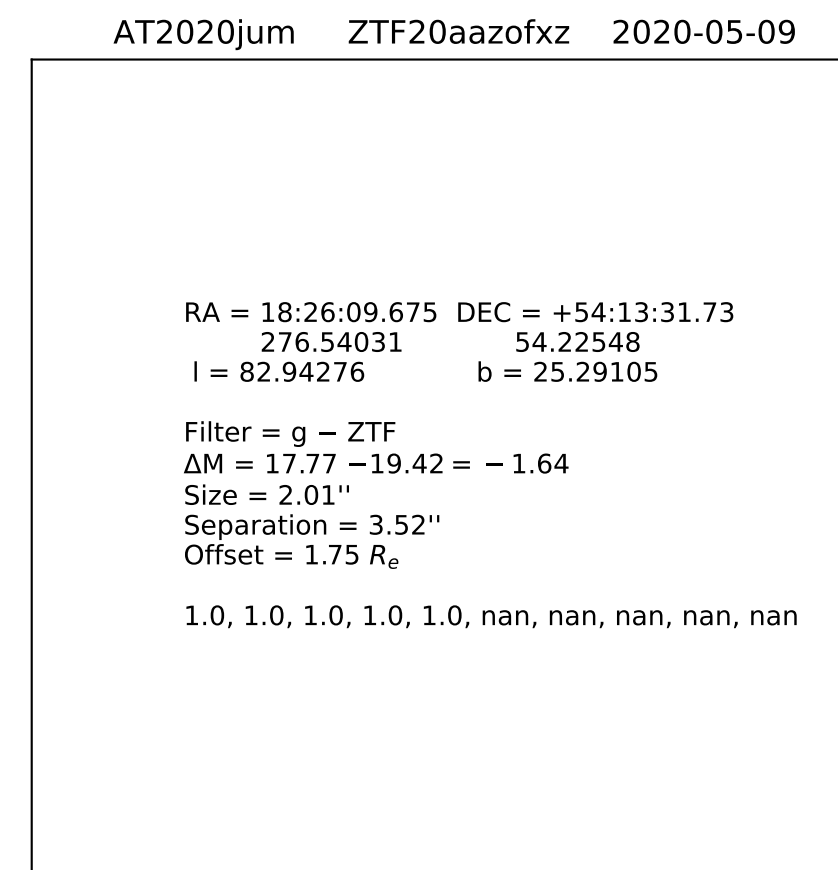 AT2020jum ZTF20aazofxz 2020-05-09
RA = 18:26:09.675 DEC = +54:13:31.73
276.54031 54.22548
l = 82.94276 b = 25.29105
Filter = g − ZTF
ΔM = 17.77 −19.42 = − 1.64
Size = 2.01''
Separation = 3.52''
Offset = 1.75 Rₑ
1.0, 1.0, 1.0, 1.0, 1.0, nan, nan, nan, nan, nan